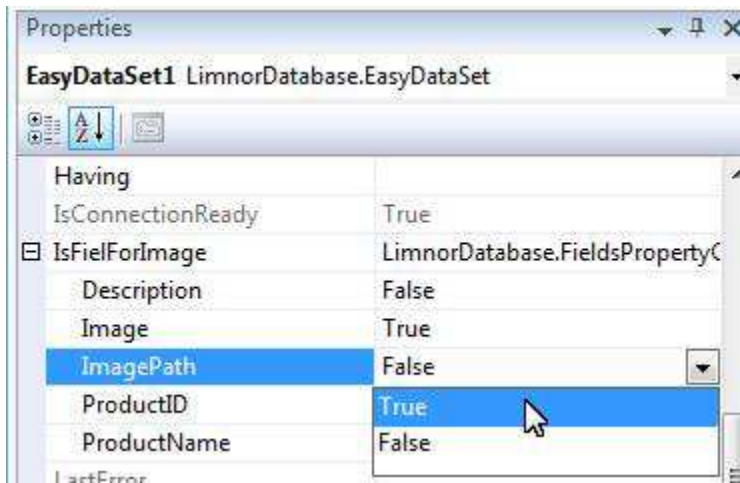 Properties
EasyDataSet1 LimnorDatabase.EasyDataSet
A
Z
Having
IsConnectionReady True
IsFielForImage LimnorDatabase.FieldsPropertyC
Description False
Image True
ImagePath False
ProductID True
ProductName False
LastError